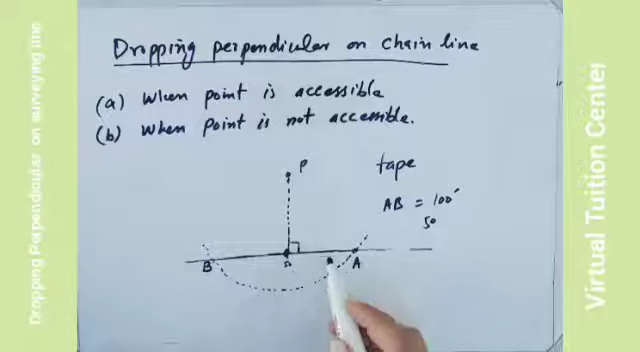 Dropping perpendicular on chain line
(a) When point is accessible
(b) When point is not accessible.
P
tape
AB = 100'
50
B
A
Dropping Perpendicular on surveying line
Virtual Tuition Center